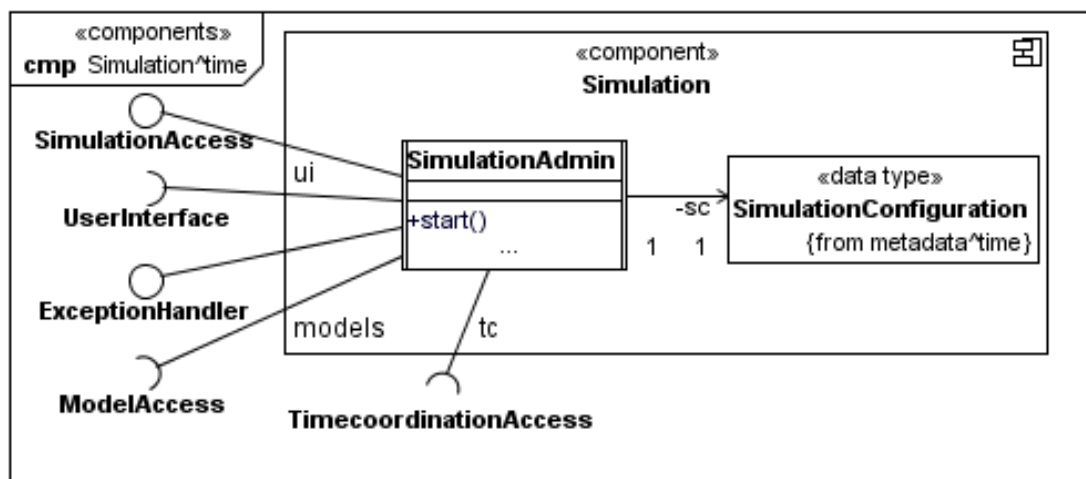 «components»
cmp Simulation^time
«component»
Simulation
SimulationAccess
ui
UserInterface
ExceptionHandler
models
ModelAccess
SimulationAdmin
+start()
...
tc
TimecoordinationAccess
-sc
1 1
«data type»
SimulationConfiguration
{from metadata^time}